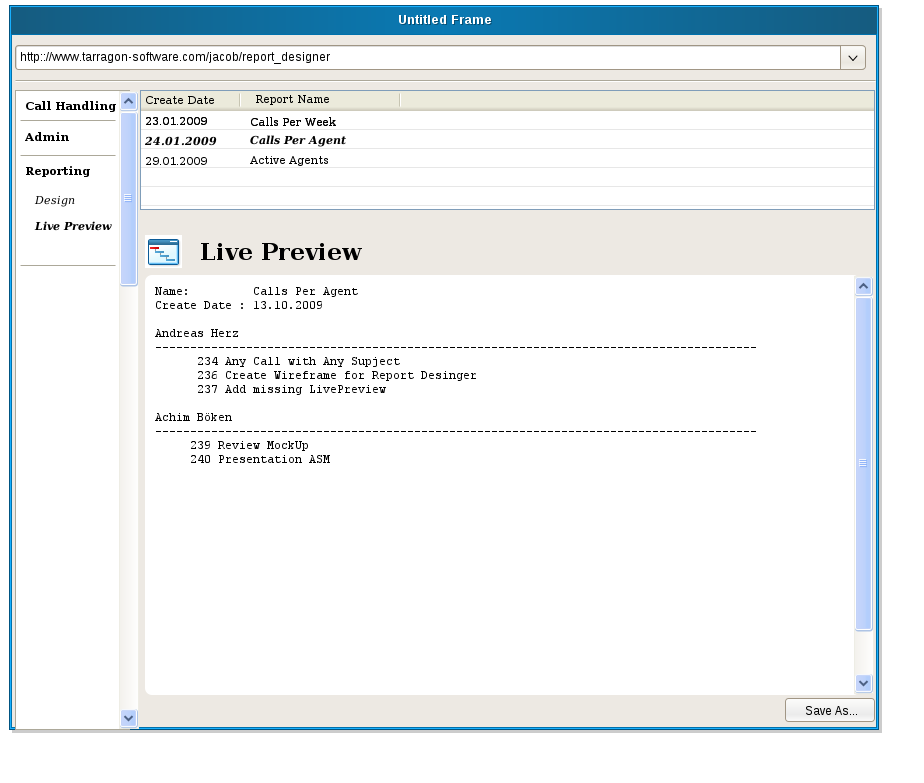 Untitled Frame
http:://www.tarragon-software.com/jacob/report_designer
Call Handling
Admin
Reporting
Design
Live Preview
Create Date Report Name
23.01.2009 Calls Per Week
24.01.2009 Calls Per Agent
29.01.2009 Active Agents
Live Preview
Name: Calls Per Agent
Create Date : 13.10.2009
Andreas Herz
--------------------------------------------------------------------------------------
234 Any Call with Any Supject
236 Create Wireframe for Report Desinger
237 Add missing LivePreview
Achim Böken
--------------------------------------------------------------------------------------
239 Review MockUp
240 Presentation ASM
Save As...